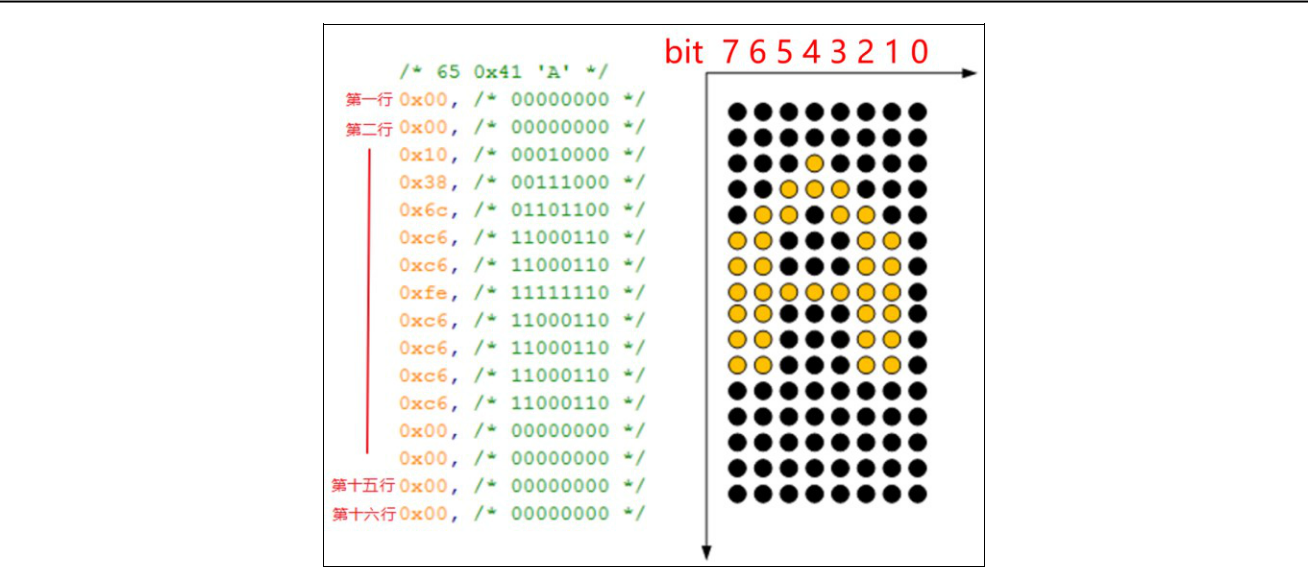 bit 7 6 5 4 3 2 1 0
/* 65 0x41 'A' */
第一行 0x00, /* 00000000 */
第二行 0x00, /* 00000000 */
0x10, /* 00010000 */
0x38, /* 00111000 */
0x6c, /* 01101100 */
0xc6, /* 11000110 */
0xc6, /* 11000110 */
0xfe, /* 11111110 */
0xc6, /* 11000110 */
0xc6, /* 11000110 */
0xc6, /* 11000110 */
0xc6, /* 11000110 */
0x00, /* 00000000 */
0x00, /* 00000000 */
第十五行 0x00, /* 00000000 */
第十六行 0x00, /* 00000000 */